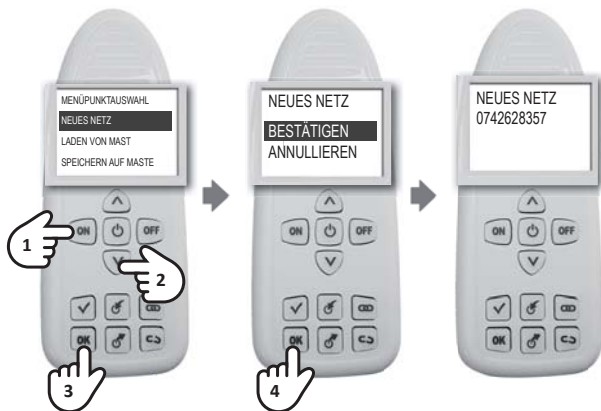 MENÜPUNKTAUSWAHL
NEUES NETZ
LADEN VON MAST
SPEICHERN AUF MASTE
ON
OFF
OK
1
2
3
NEUES NETZ
BESTÄTIGEN
ANNULLIEREN
ON
OFF
OK
4
NEUES NETZ
0742628357
ON
OFF
OK